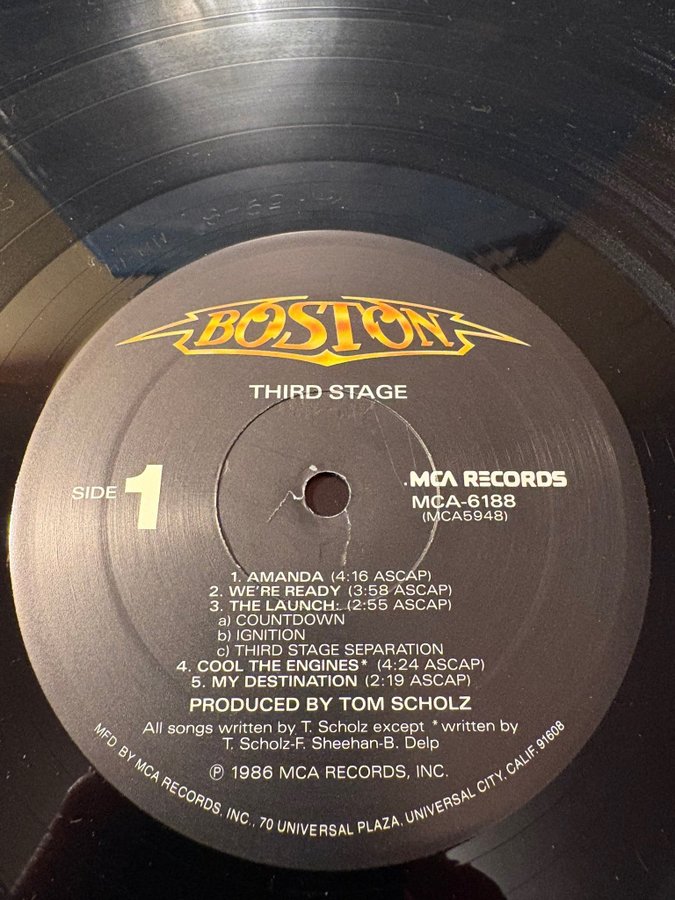 BOSTON
THIRD STAGE
SIDE 1
MCA RECORDS
MCA-6188
(MCA5948)
1. AMANDA (4:16 ASCAP)
2. WE'RE READY (3:58 ASCAP)
3. THE LAUNCH: (2:55 ASCAP)
a) COUNTDOWN
b) IGNITION
c) THIRD STAGE SEPARATION
4. COOL THE ENGINES* (4:24 ASCAP)
5. MY DESTINATION (2:19 ASCAP)
PRODUCED BY TOM SCHOLZ
All songs written by T. Scholz except *written by
T. Scholz-F. Sheehan-B. Delp
℗ 1986 MCA RECORDS, INC.
MFD. BY MCA RECORDS, INC., 70 UNIVERSAL PLAZA, UNIVERSAL CITY, CALIF. 91608